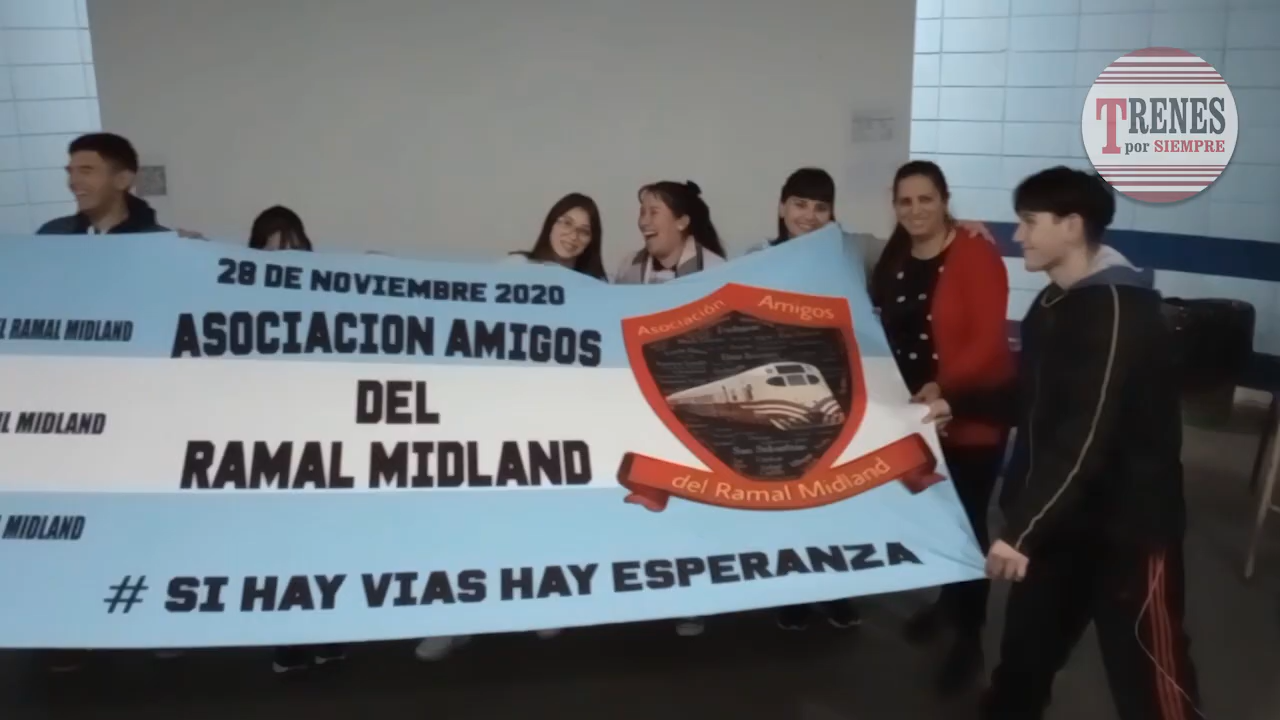 TRENES
por SIEMPRE
28 DE NOVIEMBRE 2020
L RAMAL MIDLAND
ASOCIACION AMIGOS
DEL
L MIDLAND
RAMAL MIDLAND
MIDLAND
Asociación Amigos
del Ramal Midland
# SI HAY VIAS HAY ESPERANZA